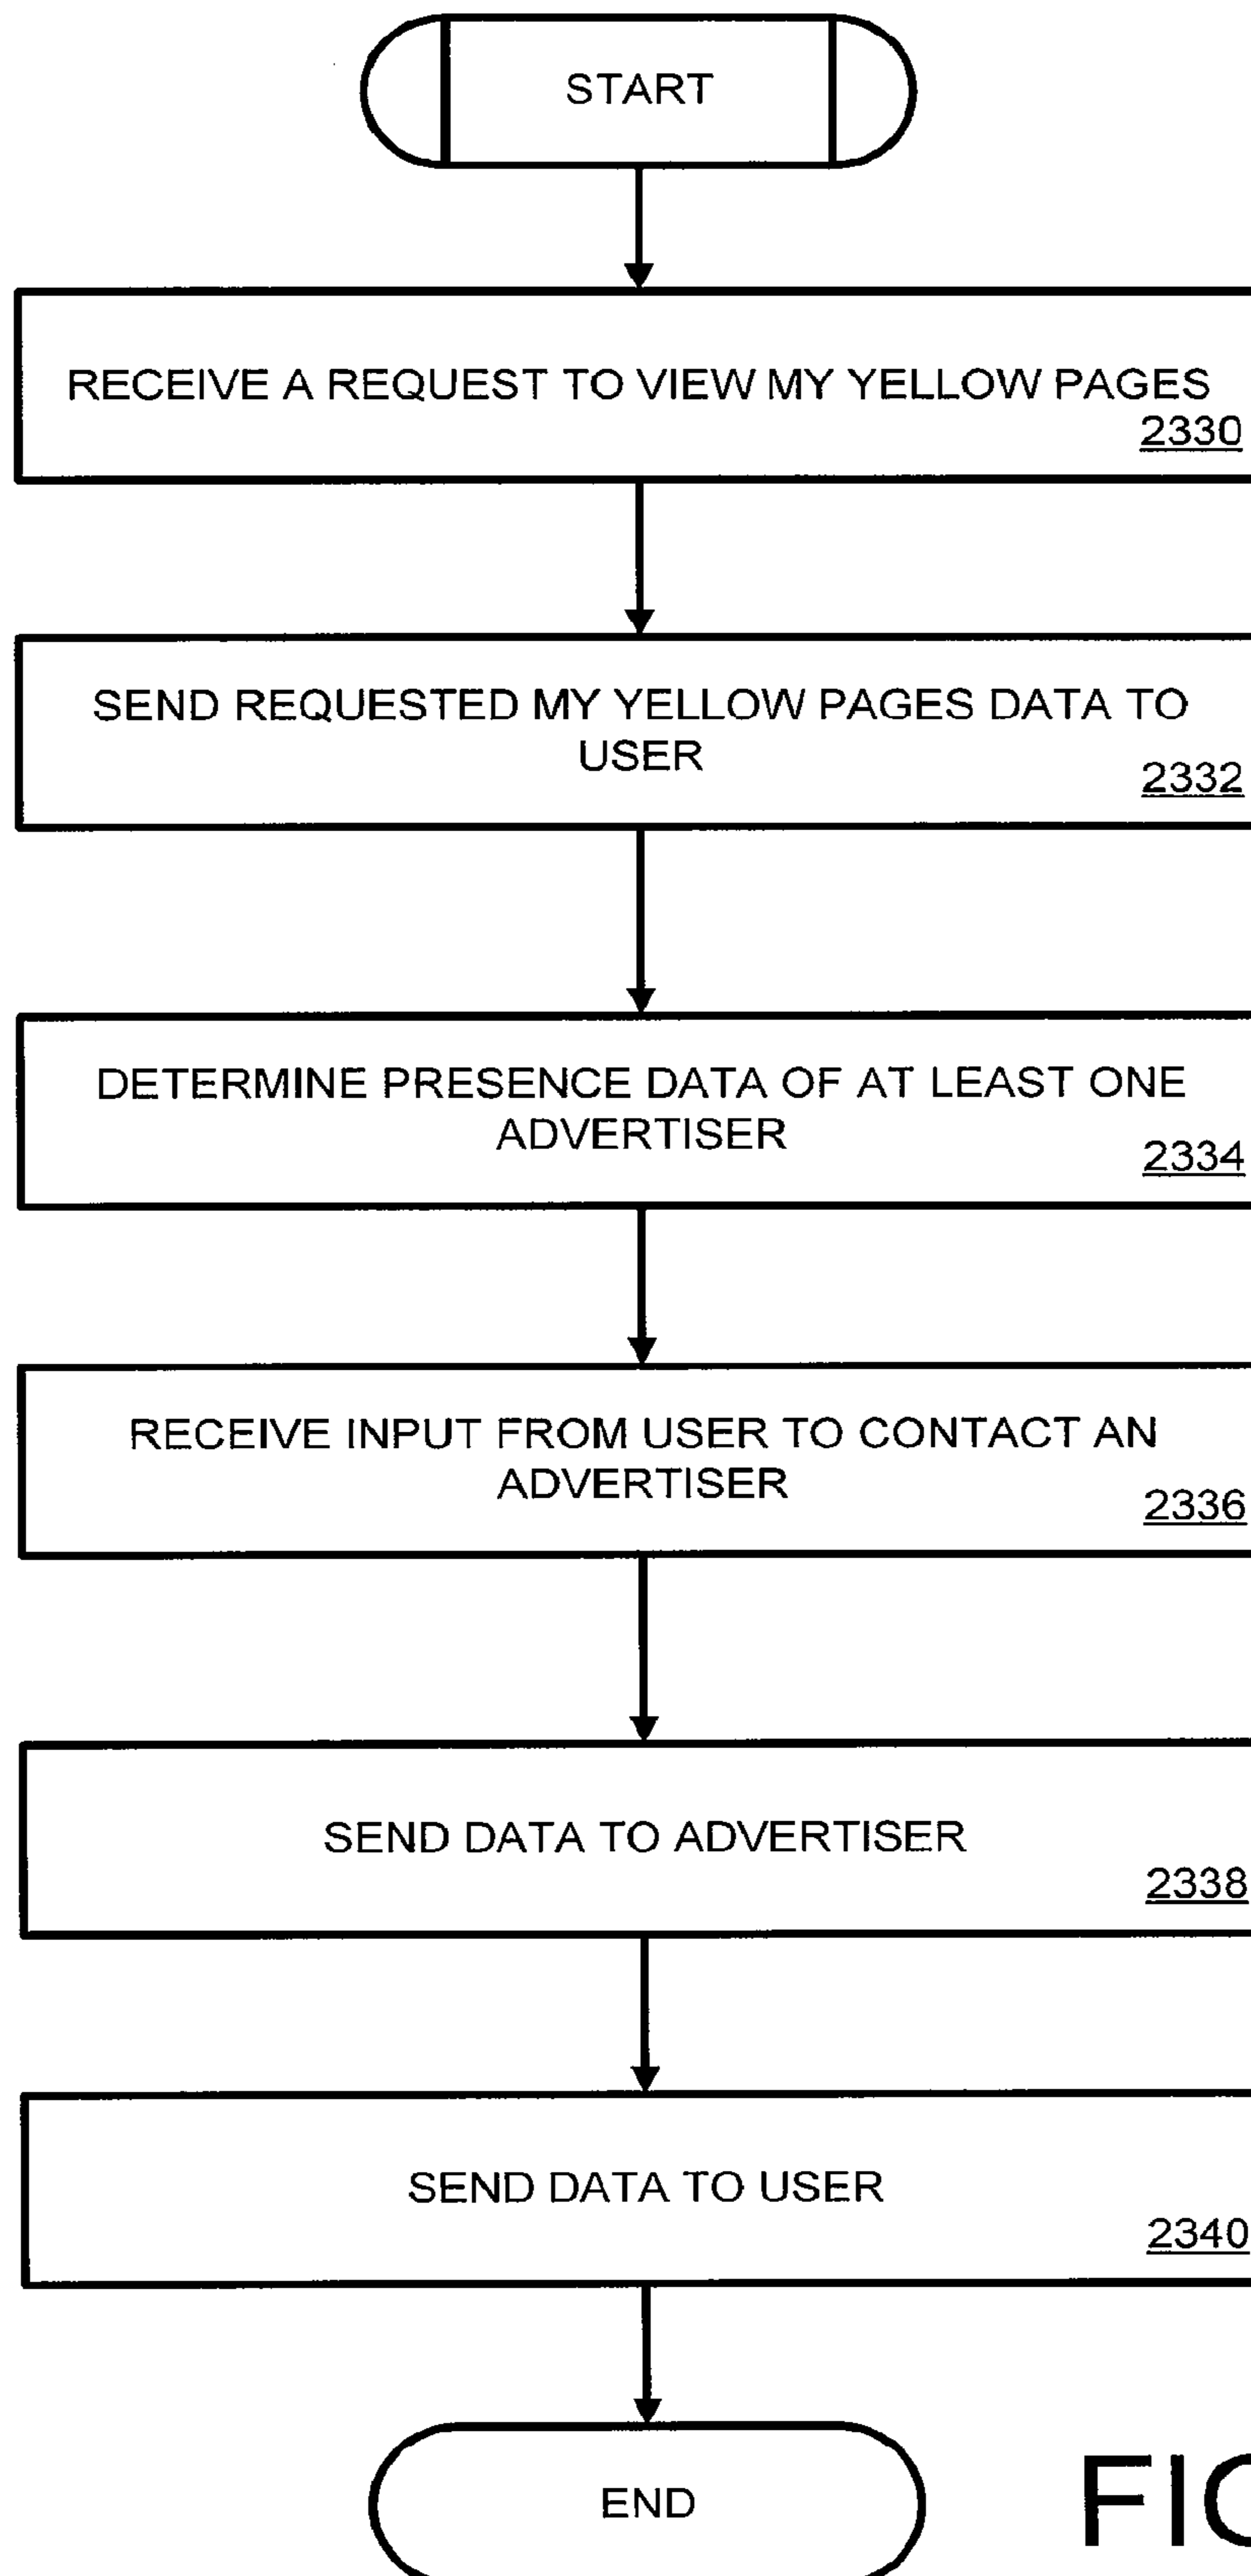 START
RECEIVE A REQUEST TO VIEW MY YELLOW PAGES
2330
SEND REQUESTED MY YELLOW PAGES DATA TO
USER
2332
DETERMINE PRESENCE DATA OF AT LEAST ONE
ADVERTISER
2334
RECEIVE INPUT FROM USER TO CONTACT AN
ADVERTISER
2336
SEND DATA TO ADVERTISER
2338
SEND DATA TO USER
2340
END